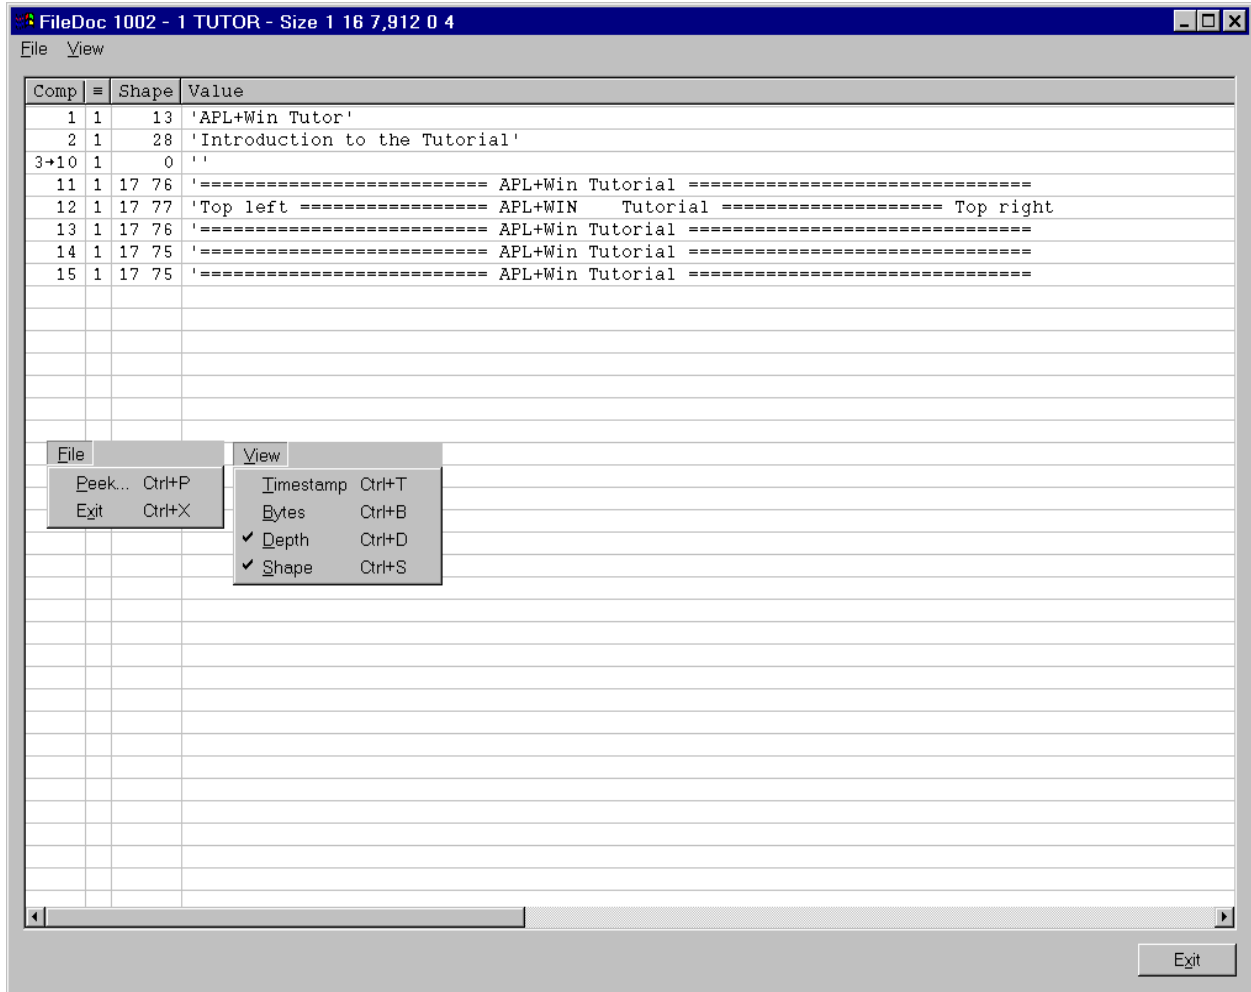 FileDoc 1002 - 1 TUTOR - Size 1 16 7,912 0 4
File View
Comp ≡ Shape Value
1 1 13 'APL+Win Tutor'
2 1 28 'Introduction to the Tutorial'
3→10 1 0 ''
11 1 17 76 '========================== APL+Win Tutorial ===============================
12 1 17 77 'Top left ================= APL+WIN    Tutorial ==================== Top right
13 1 17 76 '========================== APL+Win Tutorial ===============================
14 1 17 75 '========================== APL+Win Tutorial ===============================
15 1 17 75 '========================== APL+Win Tutorial ===============================
File
Peek... Ctrl+P
Exit Ctrl+X
View
Timestamp Ctrl+T
Bytes Ctrl+B
✓ Depth Ctrl+D
✓ Shape Ctrl+S
Exit